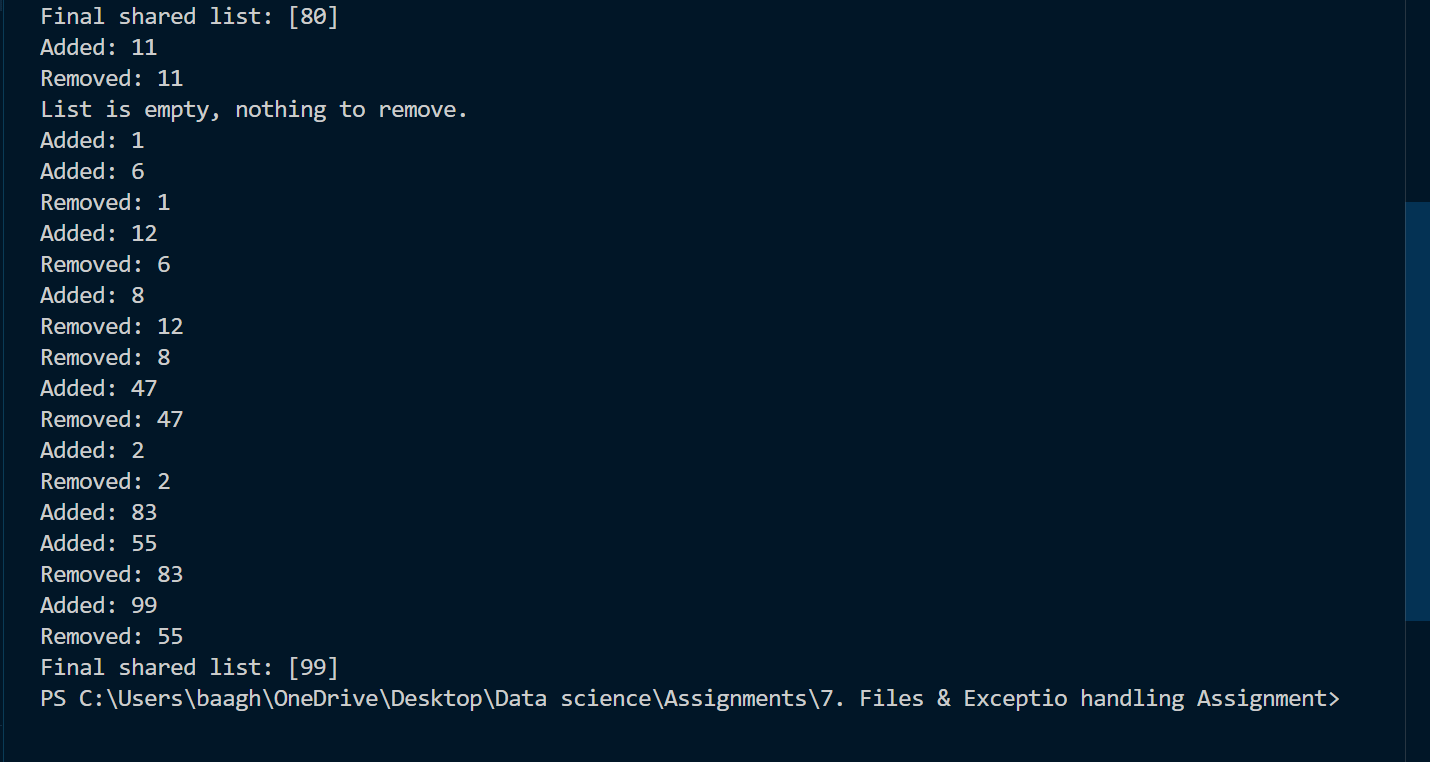 Final shared list: [80]
Added: 11
Removed: 11
List is empty, nothing to remove.
Added: 1
Added: 6
Removed: 1
Added: 12
Removed: 6
Added: 8
Removed: 12
Removed: 8
Added: 47
Removed: 47
Added: 2
Removed: 2
Added: 83
Added: 55
Removed: 83
Added: 99
Removed: 55
Final shared list: [99]
PS C:\Users\baagh\OneDrive\Desktop\Data science\Assignments\7. Files & Exceptio handling Assignment>